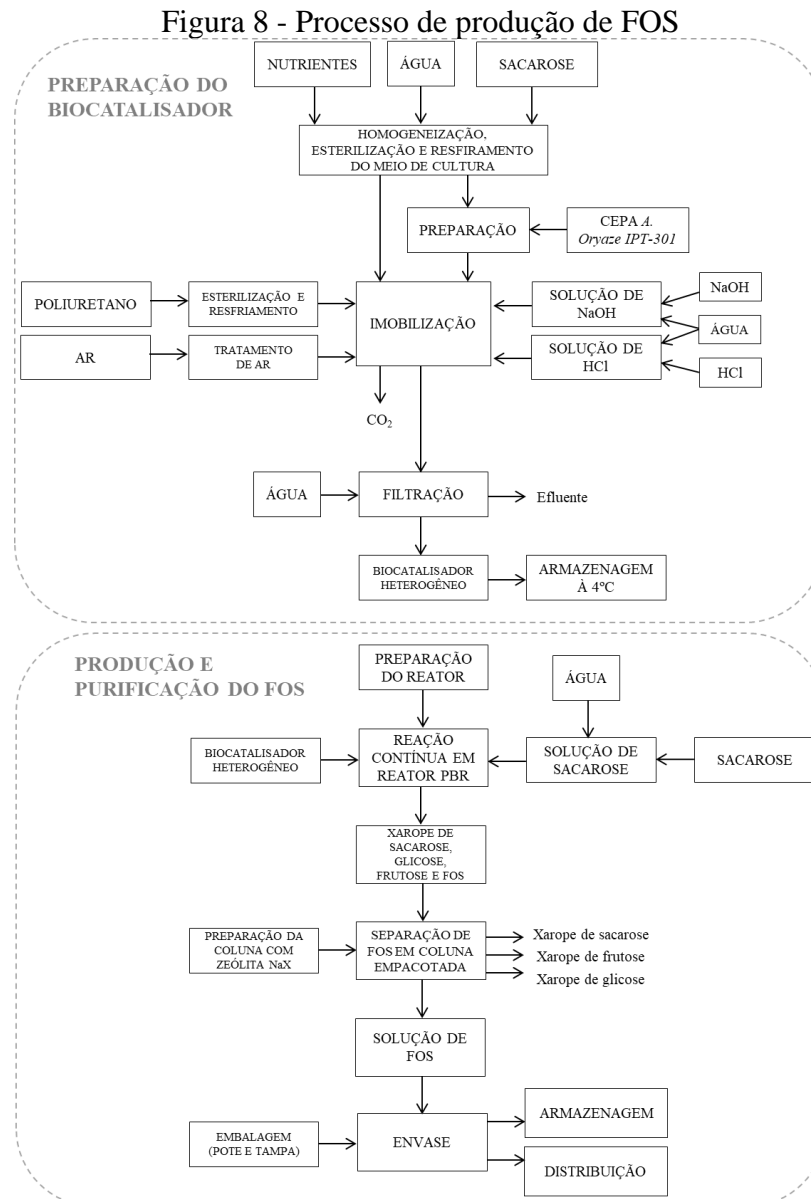 Figura 8 - Processo de produção de FOS
PREPARAÇÃO DO
BIOCATALISADOR
NUTRIENTES
ÁGUA
SACAROSE
HOMOGENEIZAÇÃO,
ESTERILIZAÇÃO E RESFIRAMENTO
DO MEIO DE CULTURA
PREPARAÇÃO
CEPA A.
Oryaze IPT-301
POLIURETANO
ESTERILIZAÇÃO E
RESFRIAMENTO
IMOBILIZAÇÃO
SOLUÇÃO DE
NaOH
NaOH
ÁGUA
AR
TRATAMENTO
DE AR
SOLUÇÃO DE
HCl
HCl
CO₂
ÁGUA
FILTRAÇÃO
Efluente
BIOCATALISADOR
HETEROGÊNEO
ARMAZENAGEM
À 4ºC
PRODUÇÃO E
PURIFICAÇÃO DO FOS
PREPARAÇÃO
DO REATOR
ÁGUA
BIOCATALISADOR
HETEROGÊNEO
REAÇÃO
CONTÍNUA EM
REATOR PBR
SOLUÇÃO DE
SACAROSE
SACAROSE
XAROPE DE
SACAROSE,
GLICOSE,
FRUTOSE E FOS
PREPARAÇÃO DA
COLUNA COM
ZEÓLITA NaX
SEPARAÇÃO DE
FOS EM COLUNA
EMPACOTADA
Xarope de sacarose
Xarope de frutose
Xarope de glicose
SOLUÇÃO DE
FOS
EMBALAGEM
(POTE E TAMPA)
ENVASE
ARMAZENAGEM
DISTRIBUIÇÃO